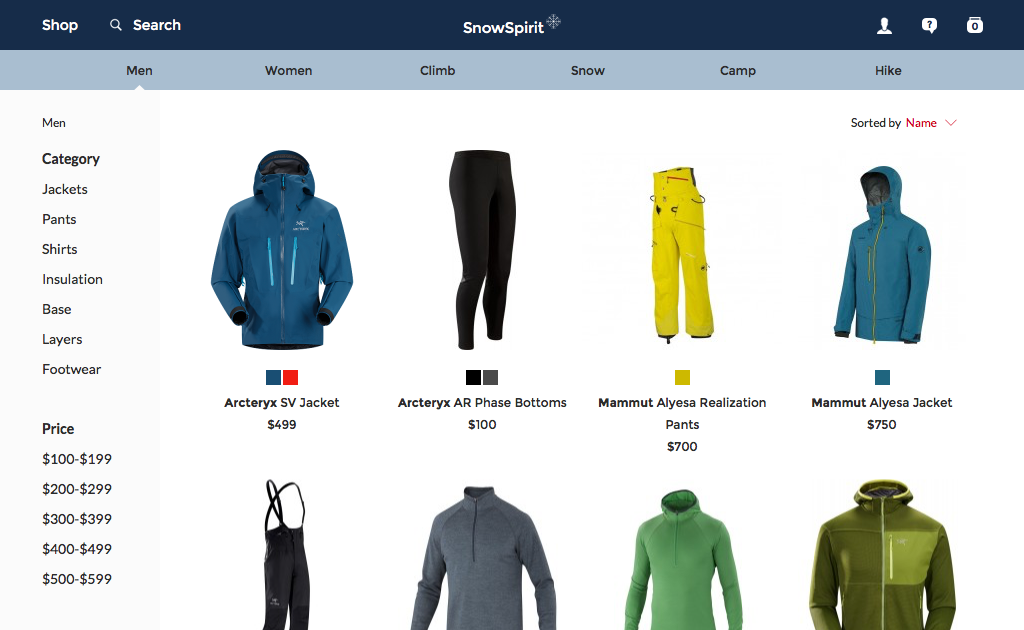 Shop
Search
SnowSpirit
?
0
Men
Women
Climb
Snow
Camp
Hike
Men
Sorted by Name
Category
Jackets
Pants
Shirts
Insulation
Base
Layers
Footwear
Price
$100-$199
$200-$299
$300-$399
$400-$499
$500-$599
Arcteryx SV Jacket
$499
Arcteryx AR Phase Bottoms
$100
Mammut Alyesa Realization
Pants
$700
Mammut Alyesa Jacket
$750